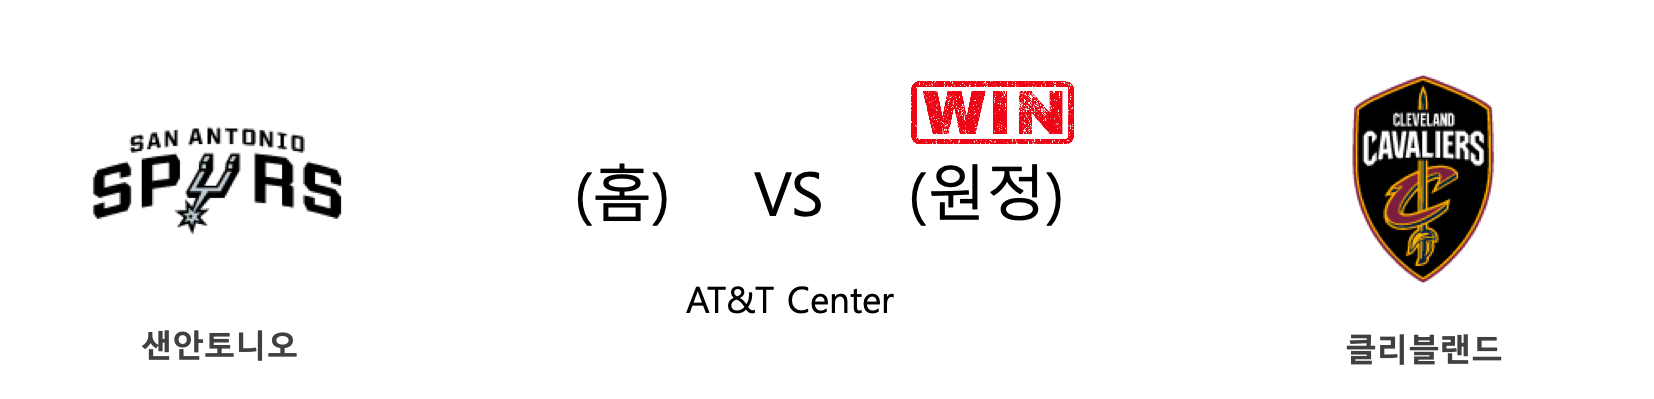 SAN ANTONIO
SPURS
WIN
(홈) VS (원정)
CLEVELAND
CAVALIERS
C
AT&T Center
샌안토니오
클리블랜드